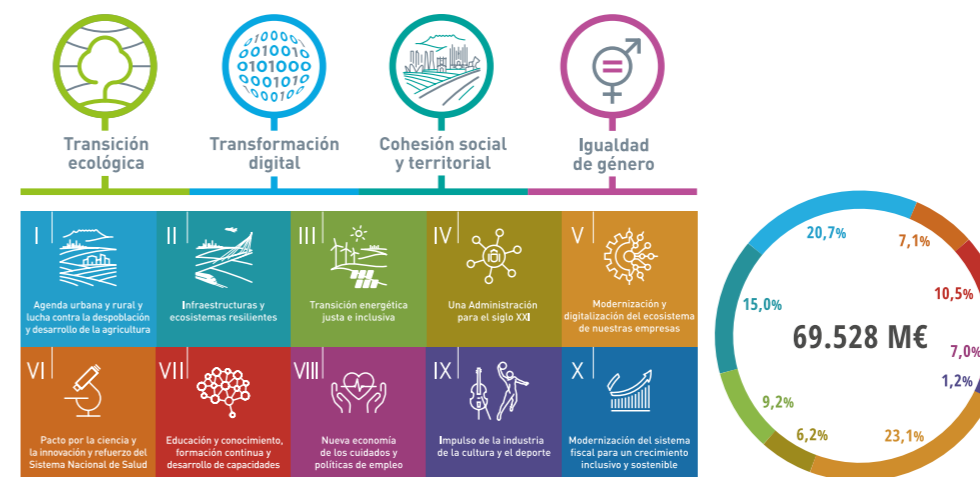 10000
001001
0101000
000101
00010
Transición
ecológica
Transformación
digital
Cohesión social
y territorial
Igualdad
de género
I
Agenda urbana y rural y
lucha contra la despoblación
y desarrollo de la agricultura
II
Infraestructuras y
ecosistemas resilientes
III
Transición energética
justa e inclusiva
IV
Una Administración
para el siglo XXI
V
Modernización y
digitalización del ecosistema
de nuestras empresas
VI
Pacto por la ciencia y
la innovación y refuerzo del
Sistema Nacional de Salud
VII
Educación y conocimiento,
formación continua y
desarrollo de capacidades
VIII
Nueva economía
de los cuidados y
políticas de empleo
IX
Impulso de la industria
de la cultura y el deporte
X
Modernización del sistema
fiscal para un crecimiento
inclusivo y sostenible
20,7%
7,1%
10,5%
15,0%
69.528 M€
7,0%
1,2%
9,2%
6,2%
23,1%